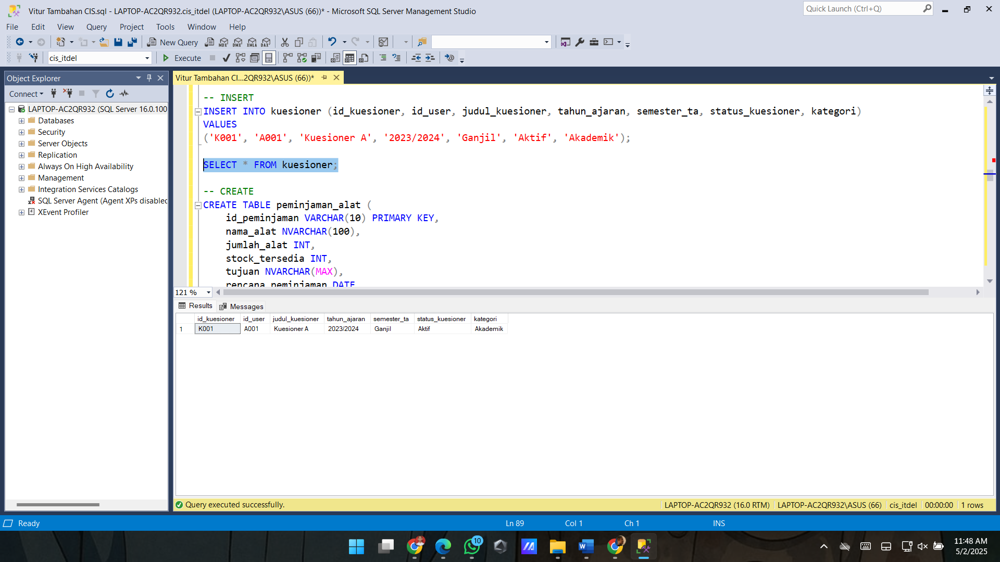 Vitur Tambahan CIS.sql - LAPTOP-AC2QR932.cis_itdel (LAPTOP-AC2QR932\ASUS (66))* - Microsoft SQL Server Management Studio
Quick Launch (Ctrl+Q)
File Edit View Query Project Tools Window Help
New Query
MDX DMX XMLA DAX
cis_itdel
Execute
Object Explorer
Vitur Tambahan CI...2QR932\ASUS (66))*
Connect
LAPTOP-AC2QR932 (SQL Server 16.0.100
Databases
Security
Server Objects
Replication
Always On High Availability
Management
Integration Services Catalogs
SQL Server Agent (Agent XPs disabled
XEvent Profiler
-- INSERT
INSERT INTO kuesioner (id_kuesioner, id_user, judul_kuesioner, tahun_ajaran, semester_ta, status_kuesioner, kategori)
VALUES
('K001', 'A001', 'Kuesioner A', '2023/2024', 'Ganjil', 'Aktif', 'Akademik');
SELECT * FROM kuesioner;
-- CREATE
CREATE TABLE peminjaman_alat (
id_peminjaman VARCHAR(10) PRIMARY KEY,
nama_alat NVARCHAR(100),
jumlah_alat INT,
stock_tersedia INT,
tujuan NVARCHAR(MAX),
rencana_peminjaman DATE
121 %
Results Messages
id_kuesioner id_user judul_kuesioner tahun_ajaran semester_ta status_kuesioner kategori
1 K001 A001 Kuesioner A 2023/2024 Ganjil Aktif Akademik
Query executed successfully.
LAPTOP-AC2QR932 (16.0 RTM) LAPTOP-AC2QR932\ASUS (66) cis_itdel 00:00:00 1 rows
Ready Ln 89 Col 1 Ch 1 INS
10
11:48 AM
5/2/2025